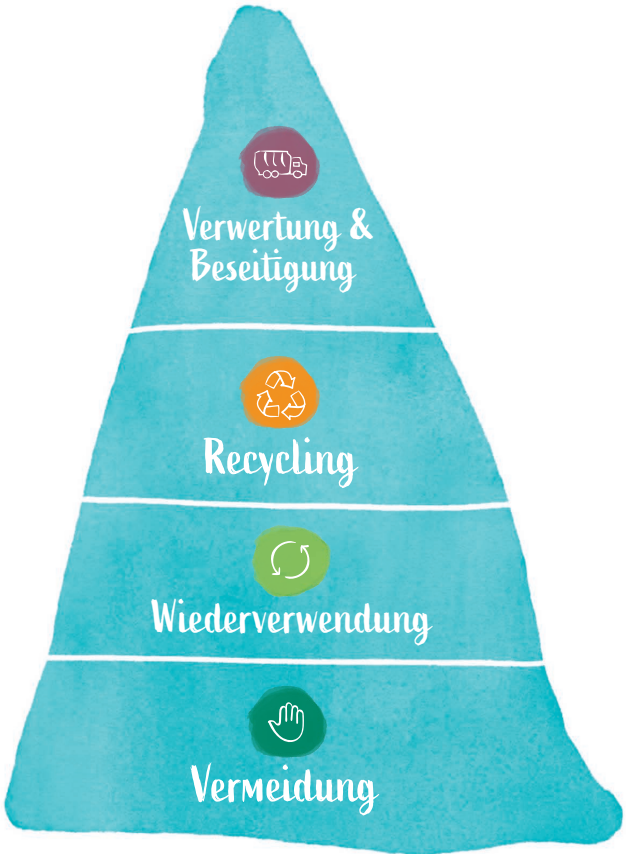 Verwertung &
Beseitigung
Recycling
Wiederverwendung
Vermeidung